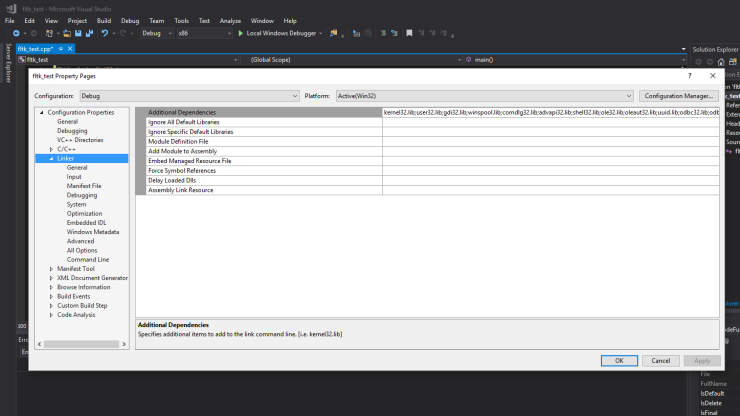 fltk_test - Microsoft Visual Studio
File Edit View Project Build Debug Team Tools Test Analyze Window Help
Debug x86 Local Windows Debugger
Server Explorer
fltk_test.cpp*
Solution Explorer
fltk_test (Global Scope) main()
fltk_test Property Pages
Configuration: Debug Platform: Active(Win32) Configuration Manager...
Configuration Properties
General
Debugging
VC++ Directories
C/C++
Linker
General
Input
Manifest File
Debugging
System
Optimization
Embedded IDL
Windows Metadata
Advanced
All Options
Command Line
Manifest Tool
XML Document Generator
Browse Information
Build Events
Custom Build Step
Code Analysis
Additional Dependencies kernel32.lib;user32.lib;gdi32.lib;winspool.lib;comdlg32.lib;advapi32.lib;shell32.lib;ole32.lib;oleaut32.lib;uuid.lib;odbc32.lib;odb
Ignore All Default Libraries
Ignore Specific Default Libraries
Module Definition File
Add Module to Assembly
Embed Managed Resource File
Force Symbol References
Delay Loaded Dlls
Assembly Link Resource
Additional Dependencies
Specifies additional items to add to the link command line. [i.e. kernel32.lib]
OK Cancel Apply
100
File
FullName
IsDefault
IsDelete
IsFinal